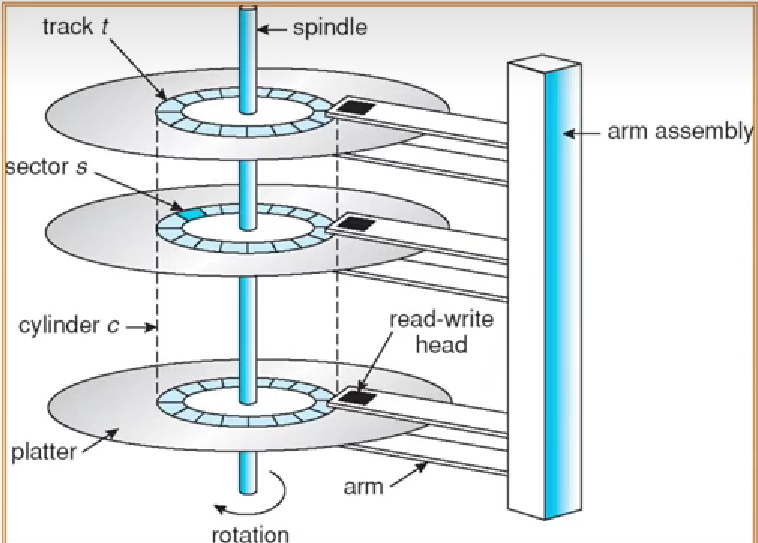 track t
spindle
arm assembly
sector s
cylinder c
read-write
head
platter
arm
rotation